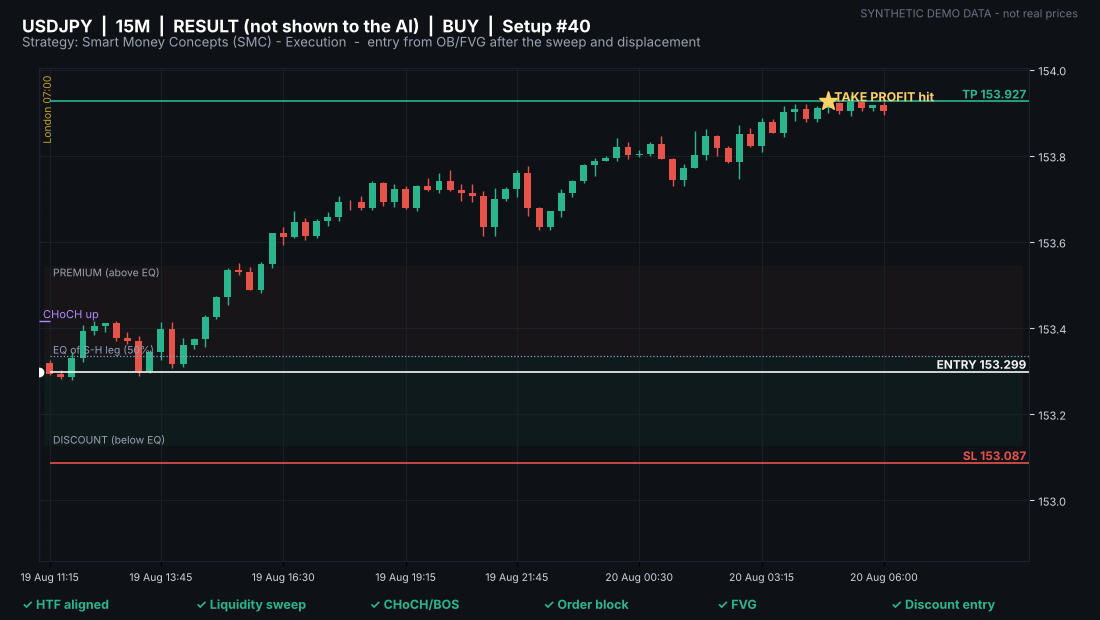 SYNTHETIC DEMO DATA - not real prices
USDJPY | 15M | RESULT (not shown to the AI) | BUY | Setup #40
Strategy: Smart Money Concepts (SMC) - Execution - entry from OB/FVG after the sweep and displacement
London 07:00
154.0
TAKE PROFIT hit
TP 153.927
153.8
153.6
PREMIUM (above EQ)
CHoCH up
153.4
EQ of S-H leg (50%)
ENTRY 153.299
153.2
DISCOUNT (below EQ)
SL 153.087
153.0
19 Aug 11:15 19 Aug 13:45 19 Aug 16:30 19 Aug 19:15 19 Aug 21:45 20 Aug 00:30 20 Aug 03:15 20 Aug 06:00
✓ HTF aligned ✓ Liquidity sweep ✓ CHoCH/BOS ✓ Order block ✓ FVG ✓ Discount entry